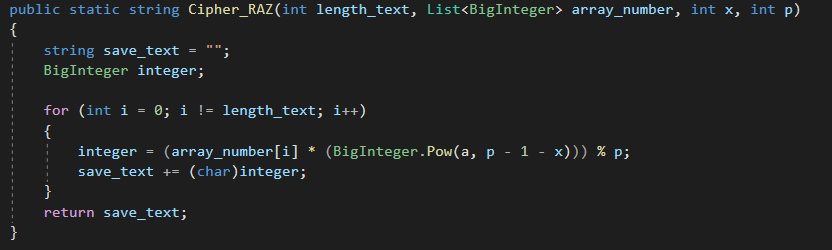 public static string Cipher_RAZ(int length_text, List<BigInteger> array_number, int x, int p)
{
string save_text = "";
BigInteger integer;
for (int i = 0; i != length_text; i++)
{
integer = (array_number[i] * (BigInteger.Pow(a, p - 1 - x))) % p;
save_text += (char)integer;
}
return save_text;
}